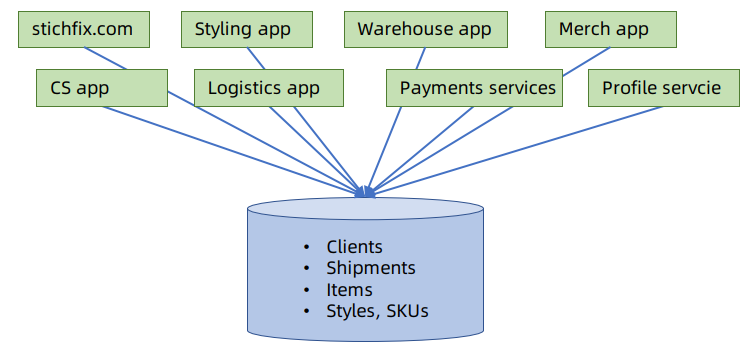 stichfix.com
Styling app
Warehouse app
Merch app
CS app
Logistics app
Payments services
Profile servcie
• Clients
• Shipments
• Items
• Styles, SKUs